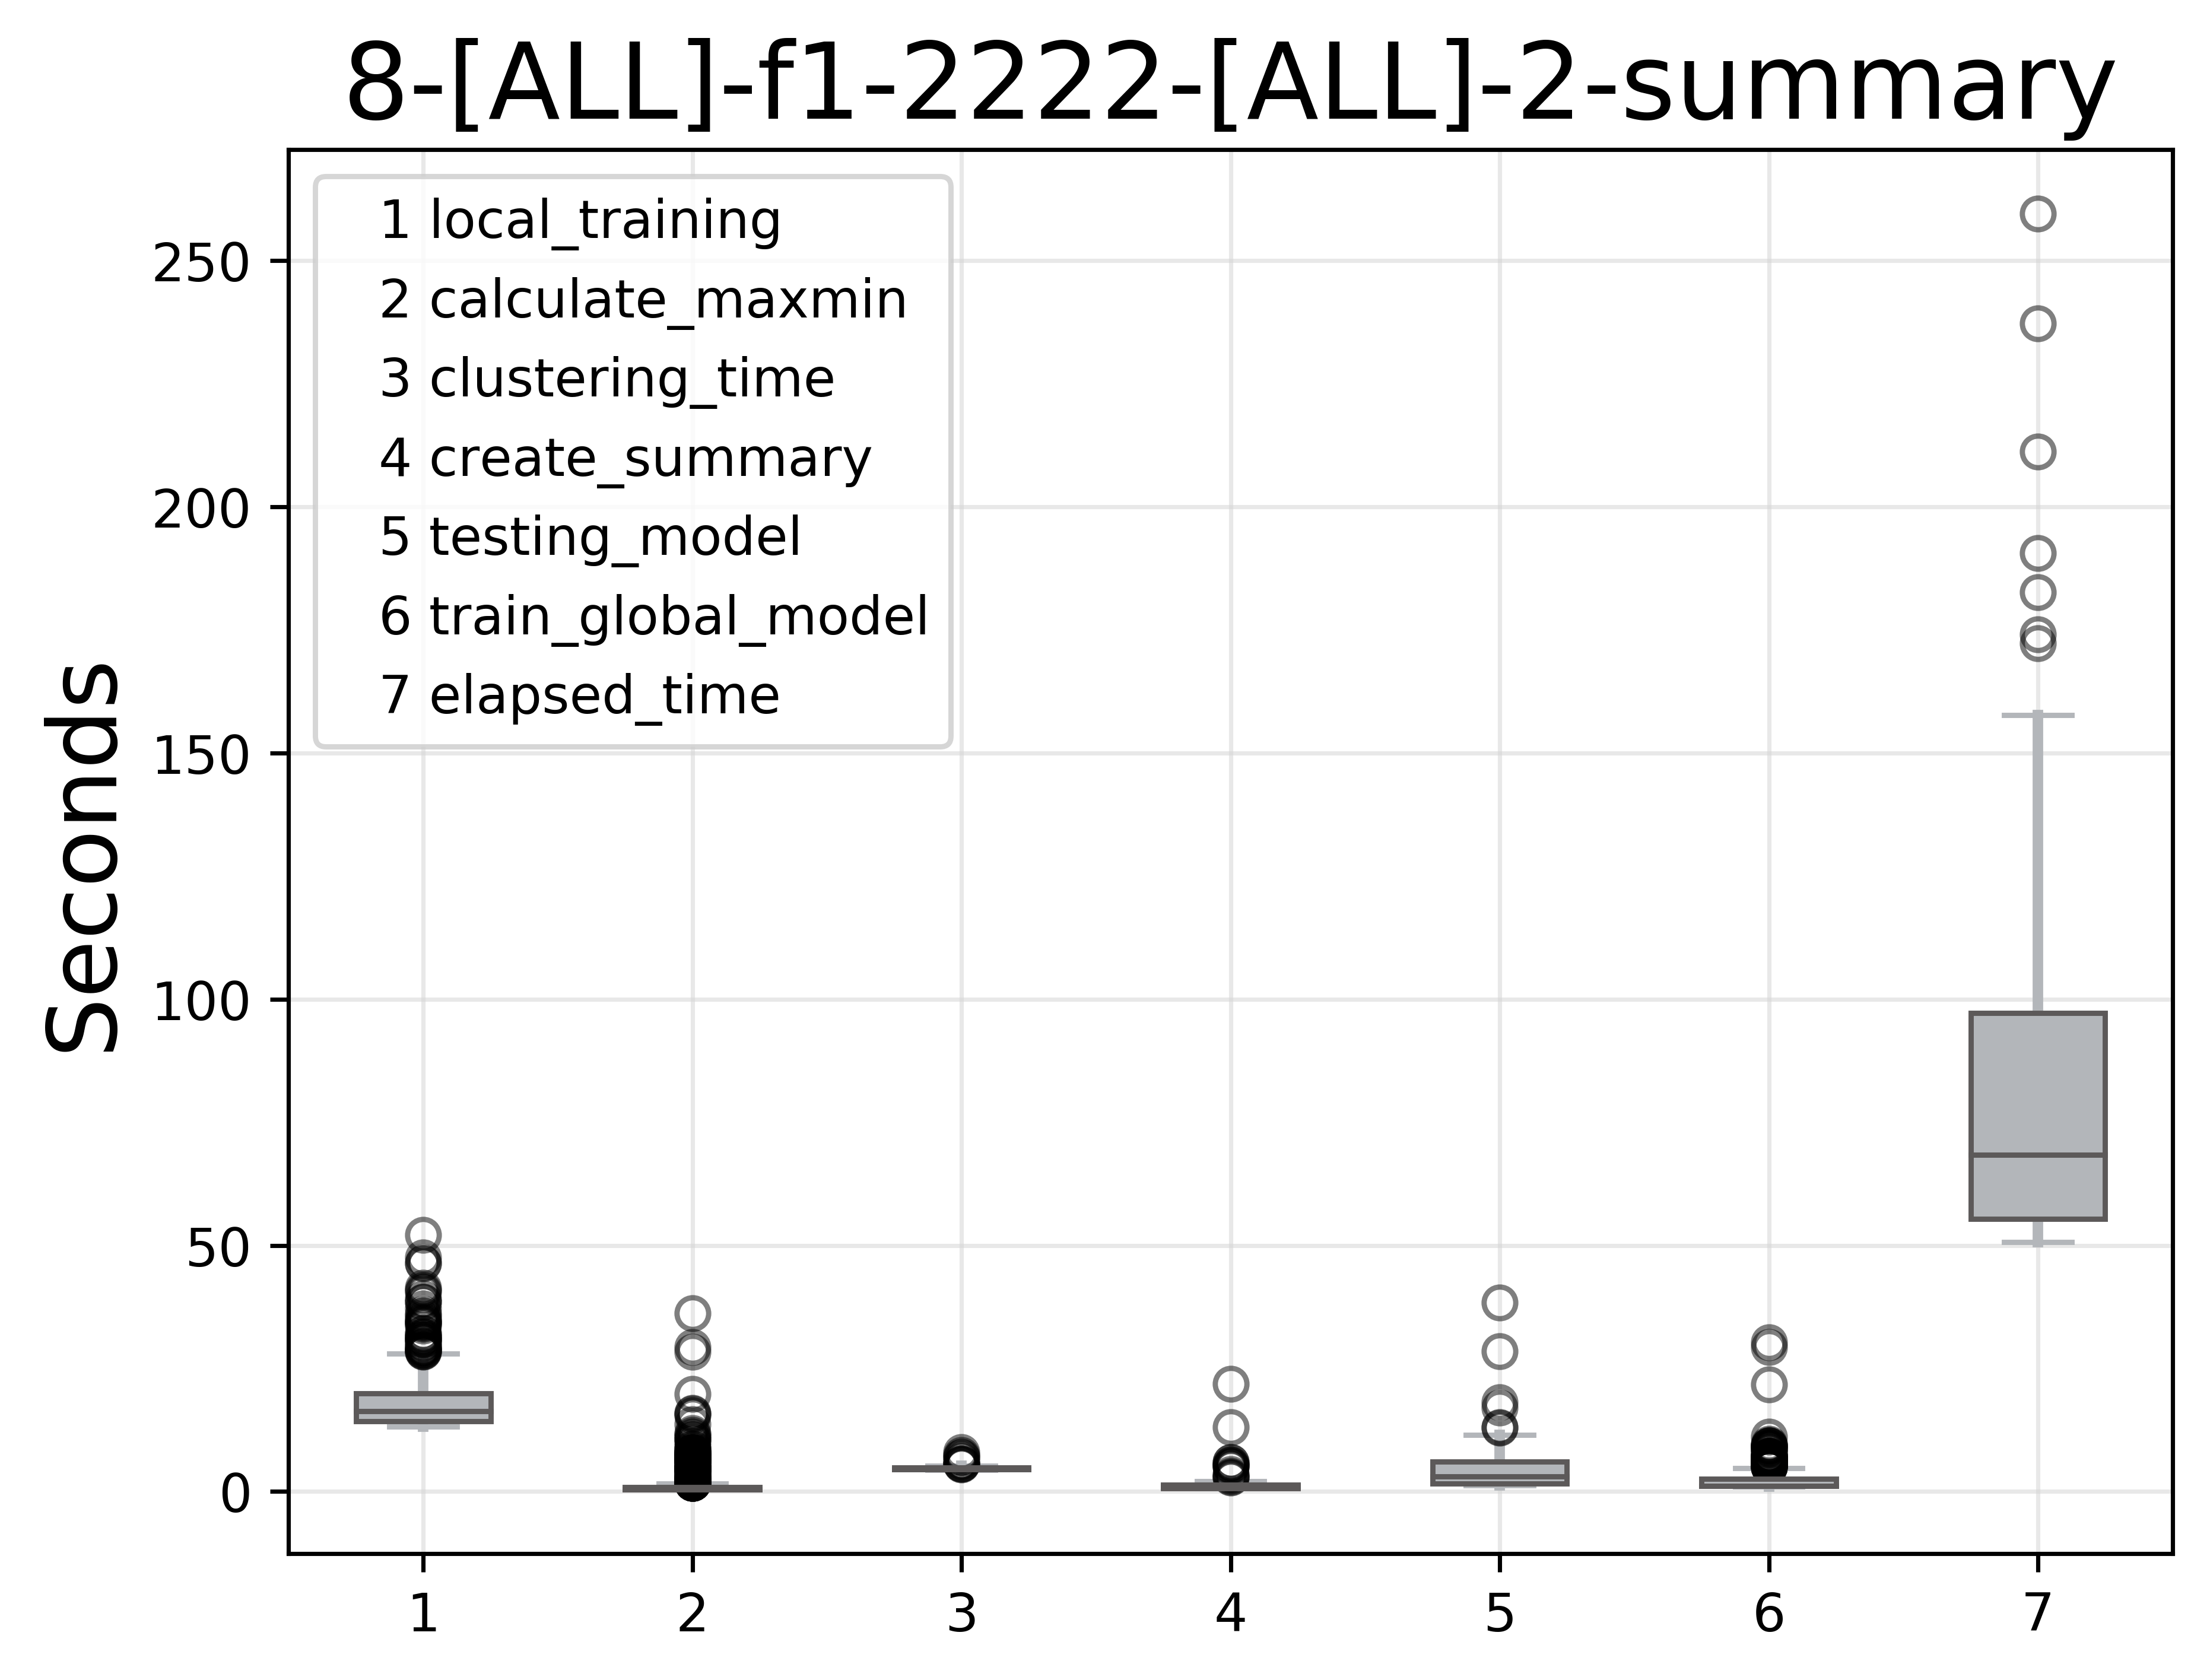 8-[ALL]-f1-2222-[ALL]-2-summary
1 local_training
2 calculate_maxmin
3 clustering_time
4 create_summary
5 testing_model
6 train_global_model
7 elapsed_time
Seconds
250
200
150
100
50
0
1 2 3 4 5 6 7